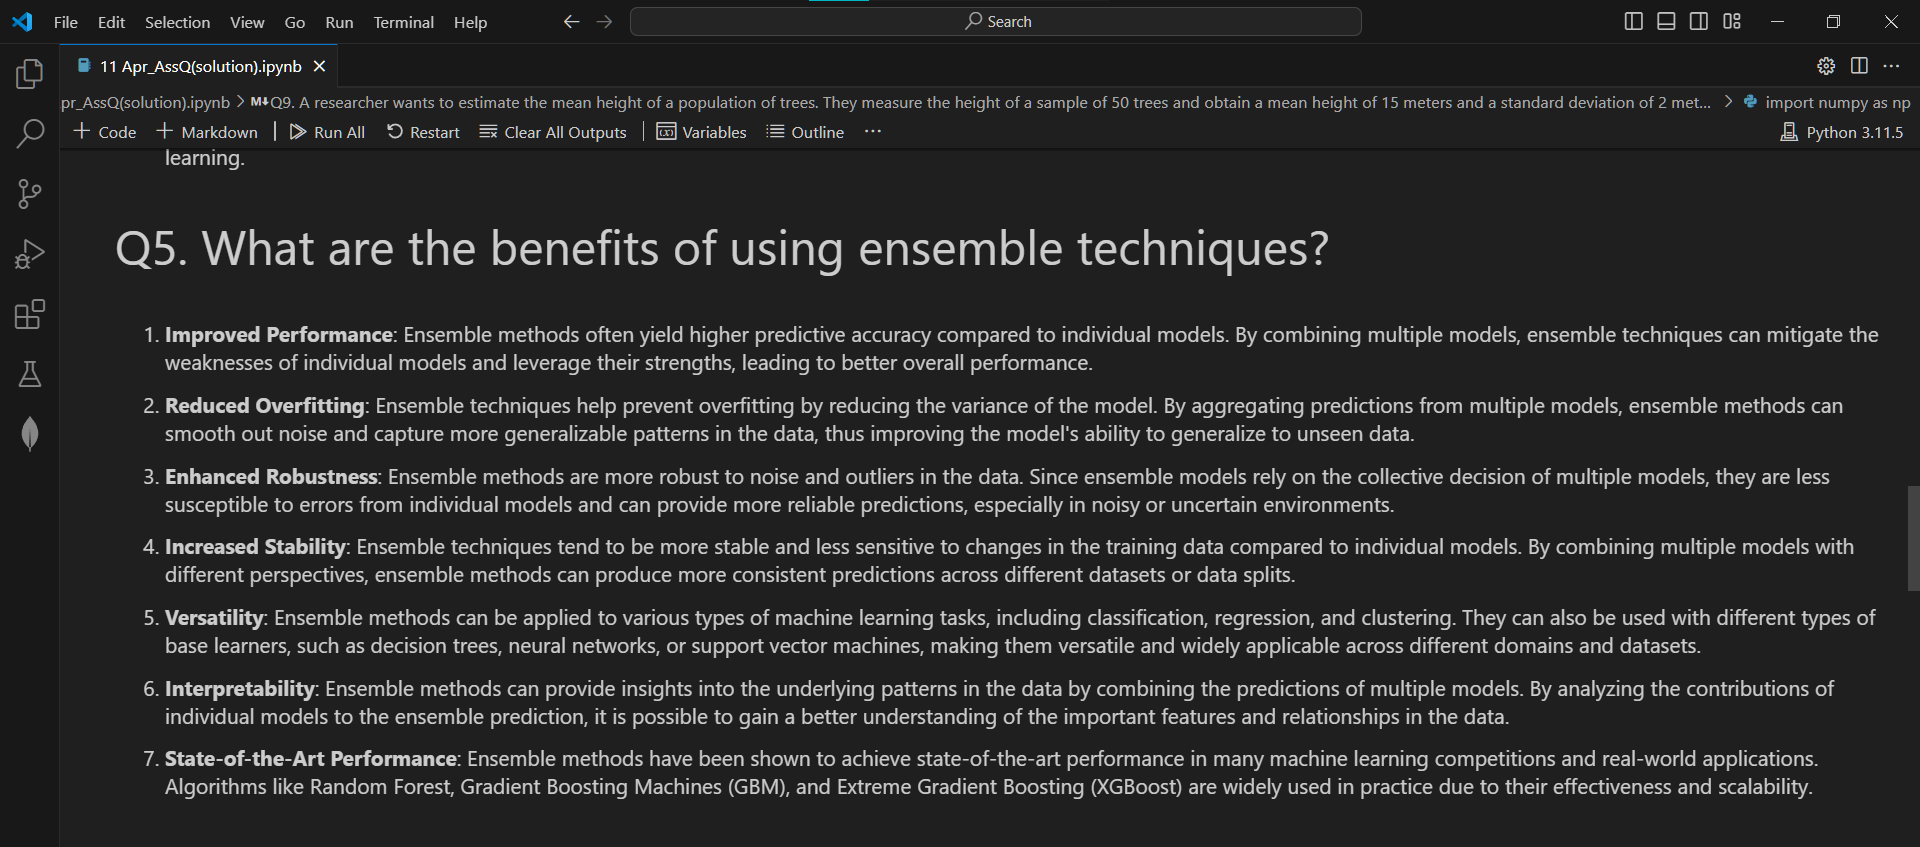 File Edit Selection View Go Run Terminal Help
Search
11 Apr_AssQ(solution).ipynb
pr_AssQ(solution).ipynb > M↓Q9. A researcher wants to estimate the mean height of a population of trees. They measure the height of a sample of 50 trees and obtain a mean height of 15 meters and a standard deviation of 2 met... > import numpy as np
+ Code + Markdown | Run All Restart Clear All Outputs | Variables Outline ... Python 3.11.5
learning.
Q5. What are the benefits of using ensemble techniques?
1. Improved Performance: Ensemble methods often yield higher predictive accuracy compared to individual models. By combining multiple models, ensemble techniques can mitigate the
weaknesses of individual models and leverage their strengths, leading to better overall performance.
2. Reduced Overfitting: Ensemble techniques help prevent overfitting by reducing the variance of the model. By aggregating predictions from multiple models, ensemble methods can
smooth out noise and capture more generalizable patterns in the data, thus improving the model's ability to generalize to unseen data.
3. Enhanced Robustness: Ensemble methods are more robust to noise and outliers in the data. Since ensemble models rely on the collective decision of multiple models, they are less
susceptible to errors from individual models and can provide more reliable predictions, especially in noisy or uncertain environments.
4. Increased Stability: Ensemble techniques tend to be more stable and less sensitive to changes in the training data compared to individual models. By combining multiple models with
different perspectives, ensemble methods can produce more consistent predictions across different datasets or data splits.
5. Versatility: Ensemble methods can be applied to various types of machine learning tasks, including classification, regression, and clustering. They can also be used with different types of
base learners, such as decision trees, neural networks, or support vector machines, making them versatile and widely applicable across different domains and datasets.
6. Interpretability: Ensemble methods can provide insights into the underlying patterns in the data by combining the predictions of multiple models. By analyzing the contributions of
individual models to the ensemble prediction, it is possible to gain a better understanding of the important features and relationships in the data.
7. State-of-the-Art Performance: Ensemble methods have been shown to achieve state-of-the-art performance in many machine learning competitions and real-world applications.
Algorithms like Random Forest, Gradient Boosting Machines (GBM), and Extreme Gradient Boosting (XGBoost) are widely used in practice due to their effectiveness and scalability.